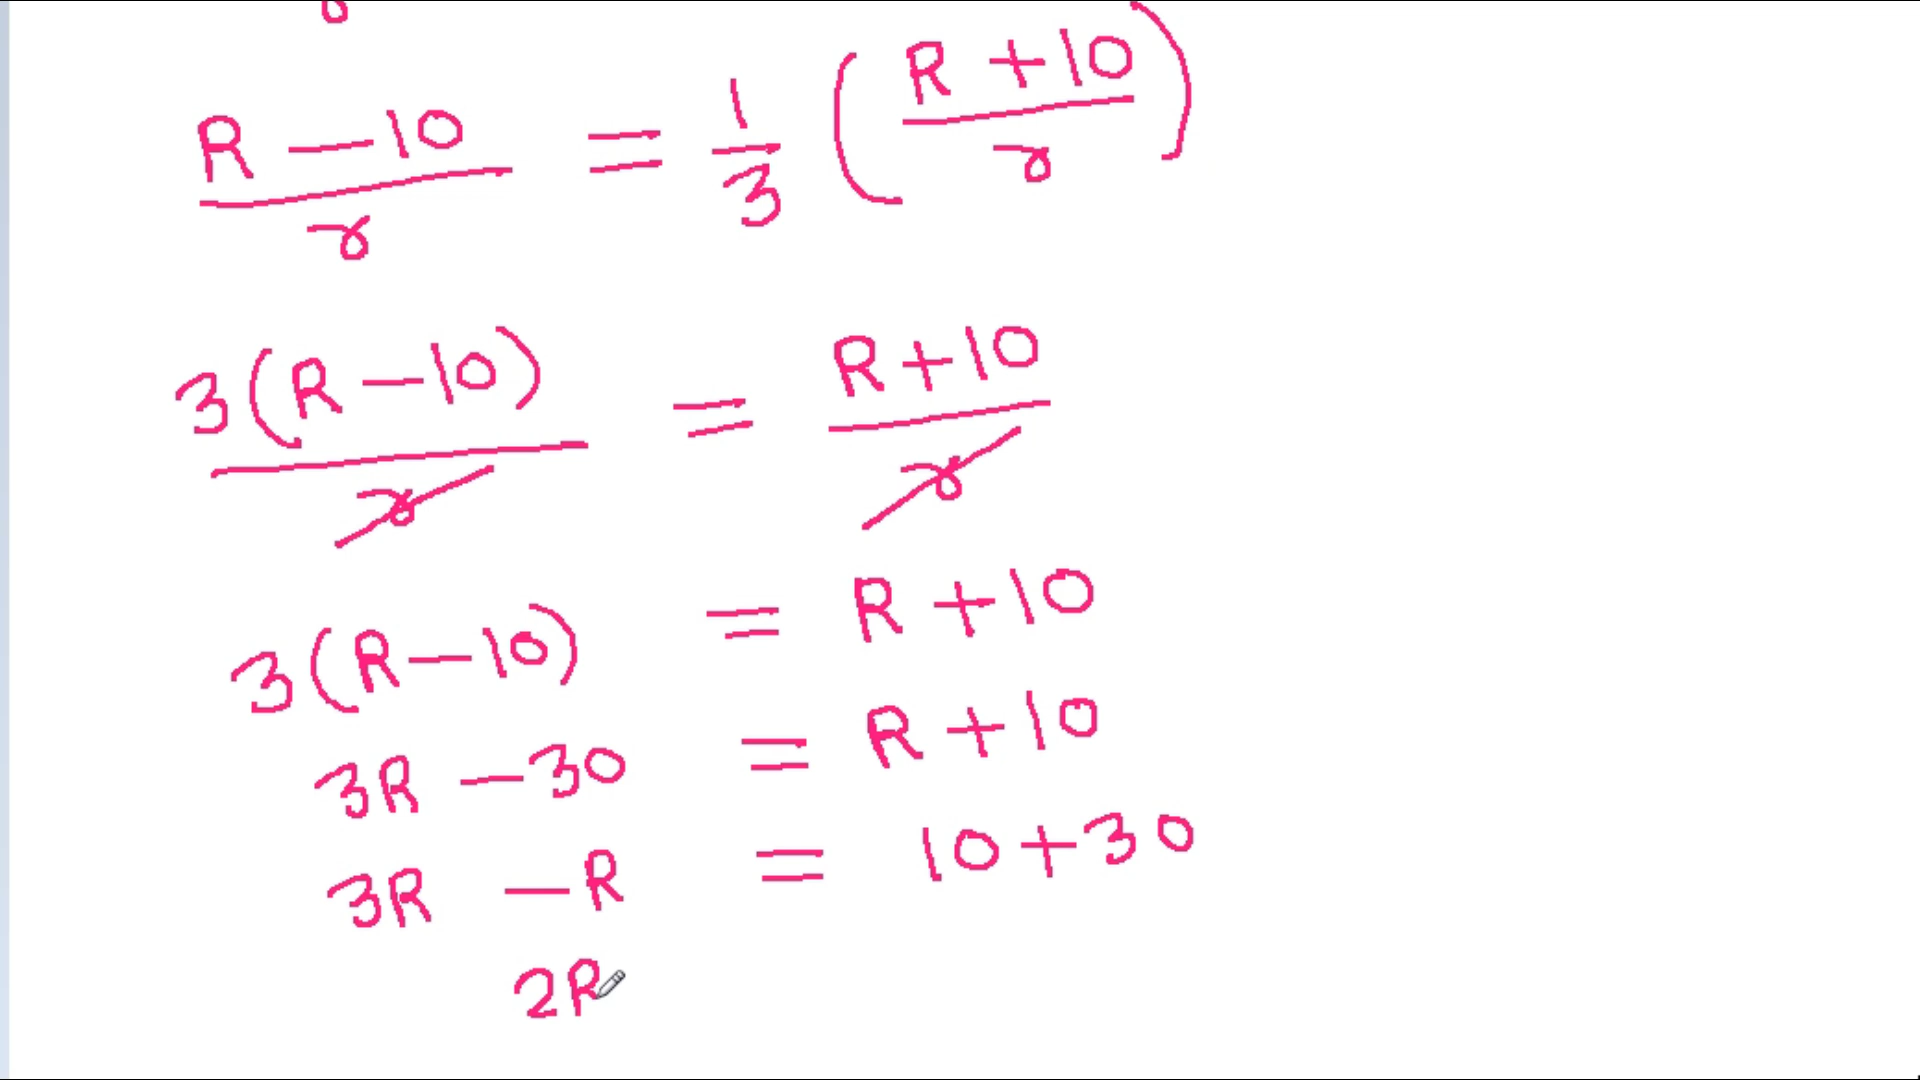 R - 10 / r = 1/3 ( R + 10 / r )
3(R - 10) / r = R + 10 / r
3(R - 10) = R + 10
3R - 30 = R + 10
3R - R = 10 + 30
2R